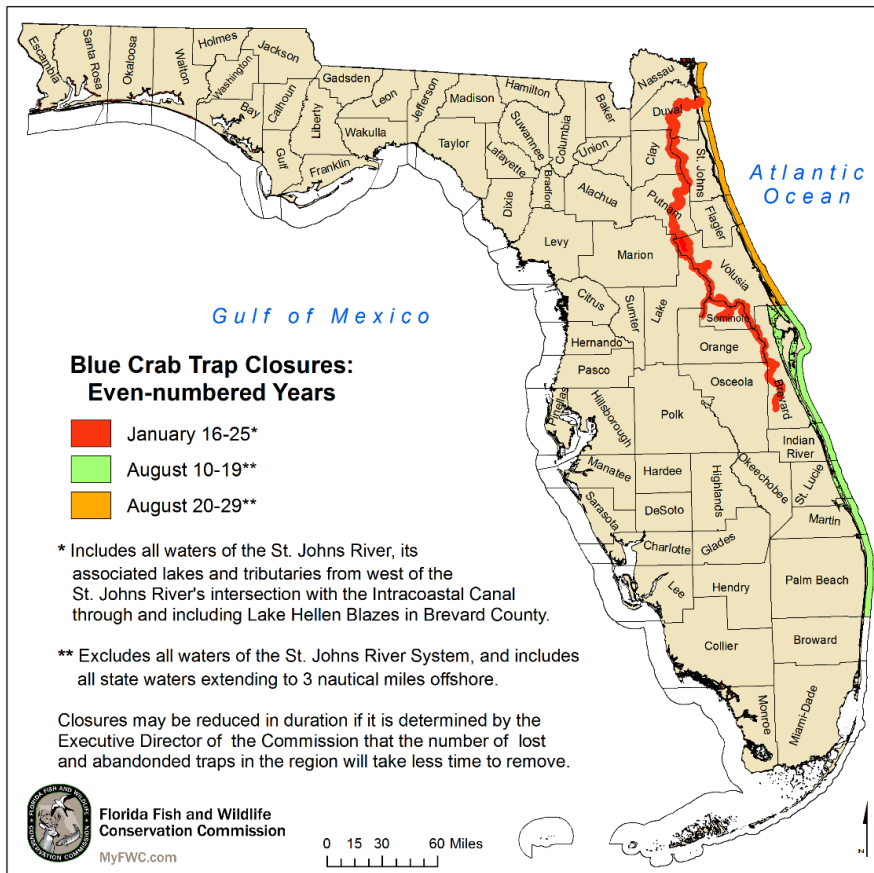 Escambia
Santa Rosa
Okaloosa
Walton
Holmes
Washington
Jackson
Bay
Calhoun
Gulf
Liberty
Gadsden
Franklin
Leon
Wakulla
Jefferson
Madison
Taylor
Hamilton
Suwannee
Lafayette
Dixie
Columbia
Baker
Union
Bradford
Alachua
Nassau
Duval
Clay
St. Johns
Putnam
Flagler
Levy
Marion
Volusia
Atlantic
Ocean
Gulf of Mexico
Citrus
Sumter
Lake
Seminole
Hernando
Orange
Pasco
Osceola
Brevard
Pinellas
Hillsborough
Polk
Indian
River
Manatee
Hardee
Highlands
Okeechobee
St. Lucie
Sarasota
DeSoto
Martin
Charlotte
Glades
Lee
Hendry
Palm Beach
Collier
Broward
Monroe
Miami-Dade
Blue Crab Trap Closures:
Even-numbered Years
January 16-25*
August 10-19**
August 20-29**
* Includes all waters of the St. Johns River, its
associated lakes and tributaries from west of the
St. Johns River's intersection with the Intracoastal Canal
through and including Lake Hellen Blazes in Brevard County.
** Excludes all waters of the St. Johns River System, and includes
all state waters extending to 3 nautical miles offshore.
Closures may be reduced in duration if it is determined by the
Executive Director of the Commission that the number of lost
and abandonded traps in the region will take less time to remove.
FLORIDA FISH AND WILDLIFE
CONSERVATION COMMISSION
Florida Fish and Wildlife
Conservation Commission
MyFWC.com
0 15 30 60 Miles
N